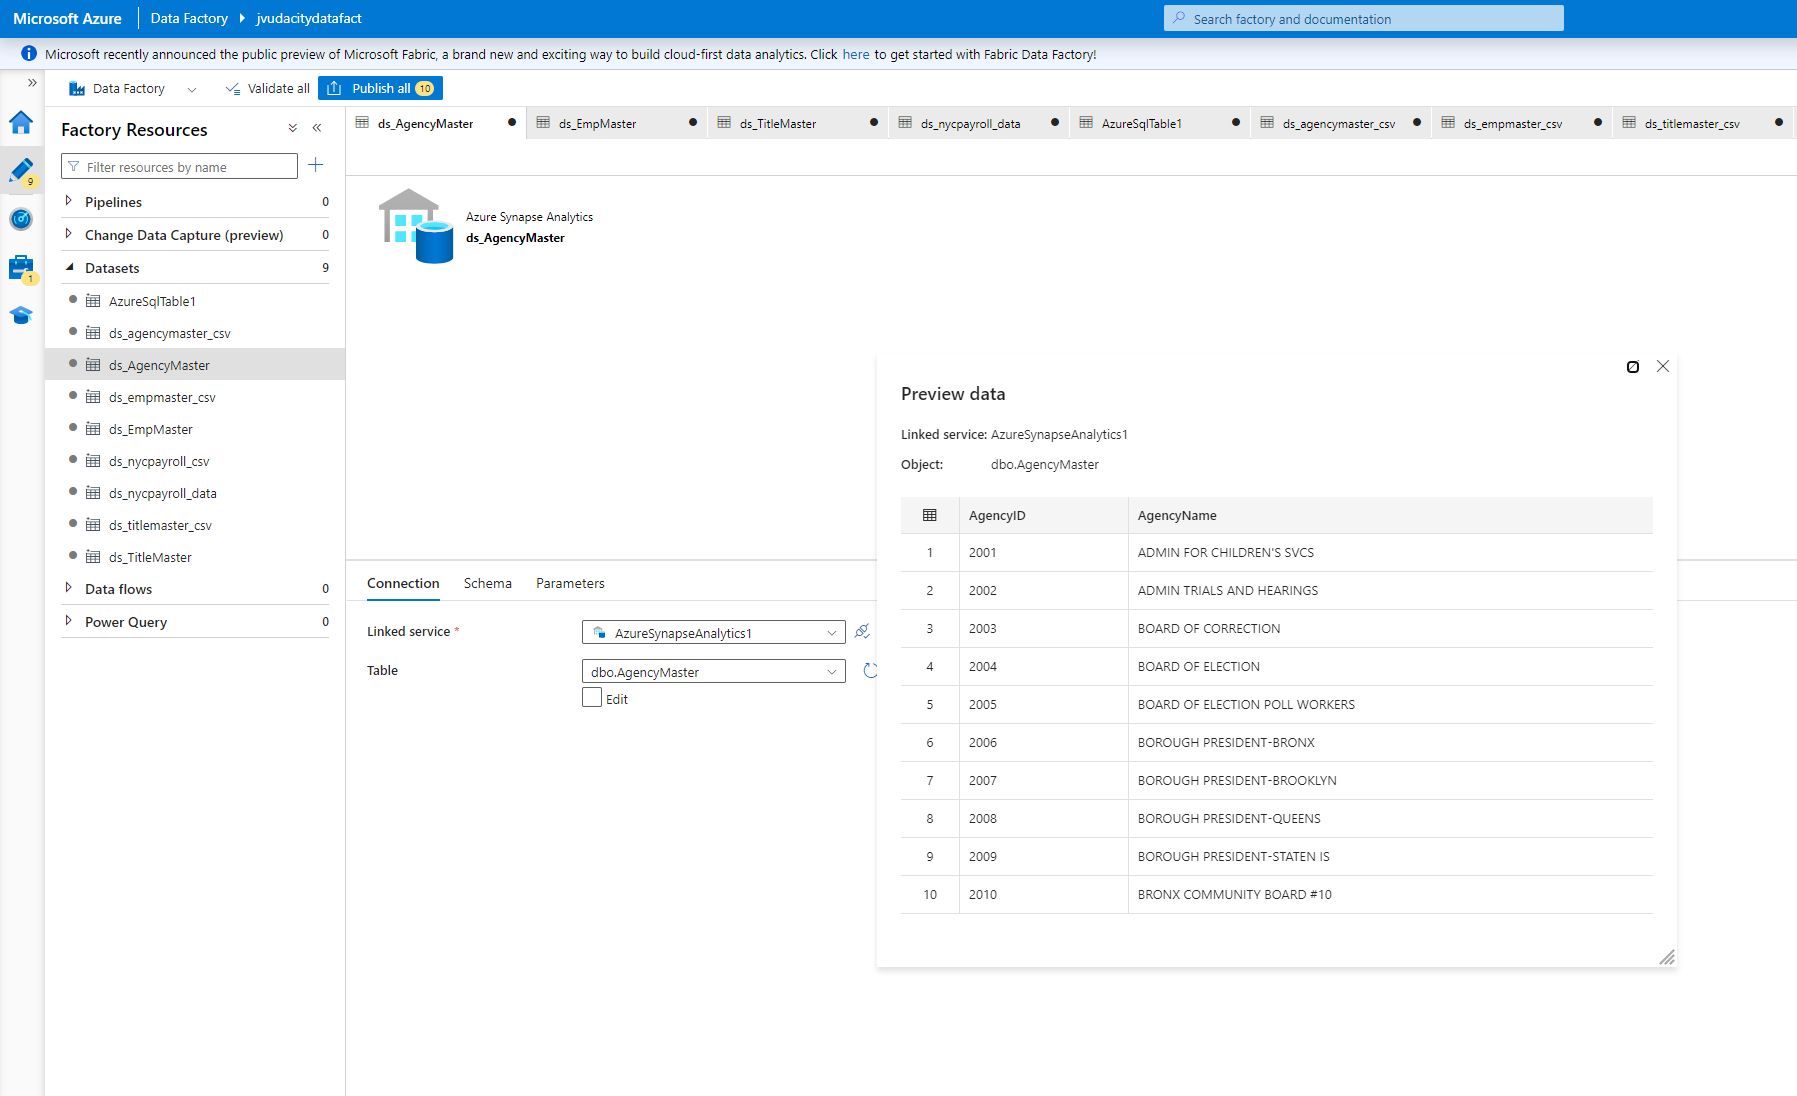 Microsoft Azure Data Factory jvudacitydatafact Search factory and documentation
Microsoft recently announced the public preview of Microsoft Fabric, a brand new and exciting way to build cloud-first data analytics. Click here to get started with Fabric Data Factory!
Data Factory Validate all Publish all 10
Factory Resources
Filter resources by name
Pipelines 0
Change Data Capture (preview) 0
Datasets 9
AzureSqlTable1
ds_agencymaster_csv
ds_AgencyMaster
ds_empmaster_csv
ds_EmpMaster
ds_nycpayroll_csv
ds_nycpayroll_data
ds_titlemaster_csv
ds_TitleMaster
Data flows 0
Power Query 0
9
1
ds_AgencyMaster ds_EmpMaster ds_TitleMaster ds_nycpayroll_data AzureSqlTable1 ds_agencymaster_csv ds_empmaster_csv ds_titlemaster_csv
Azure Synapse Analytics
ds_AgencyMaster
Connection Schema Parameters
Linked service * AzureSynapseAnalytics1
Table dbo.AgencyMaster
Edit
Preview data
Linked service: AzureSynapseAnalytics1
Object: dbo.AgencyMaster
AgencyID AgencyName
1 2001 ADMIN FOR CHILDREN'S SVCS
2 2002 ADMIN TRIALS AND HEARINGS
3 2003 BOARD OF CORRECTION
4 2004 BOARD OF ELECTION
5 2005 BOARD OF ELECTION POLL WORKERS
6 2006 BOROUGH PRESIDENT-BRONX
7 2007 BOROUGH PRESIDENT-BROOKLYN
8 2008 BOROUGH PRESIDENT-QUEENS
9 2009 BOROUGH PRESIDENT-STATEN IS
10 2010 BRONX COMMUNITY BOARD #10